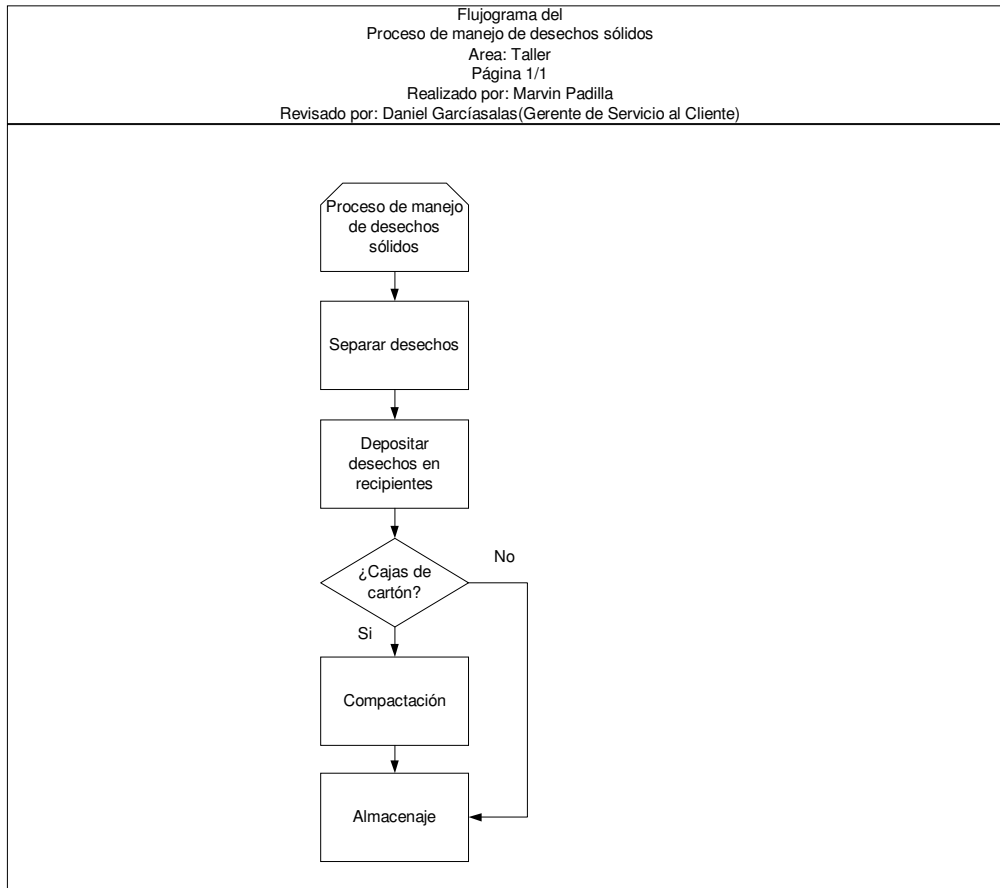 Flujograma del
Proceso de manejo de desechos sólidos
Area: Taller
Página 1/1
Realizado por: Marvin Padilla
Revisado por: Daniel Garcíasalas(Gerente de Servicio al Cliente)
Proceso de manejo
de desechos
sólidos
Separar desechos
Depositar
desechos en
recipientes
¿Cajas de
cartón?
No
Si
Compactación
Almacenaje